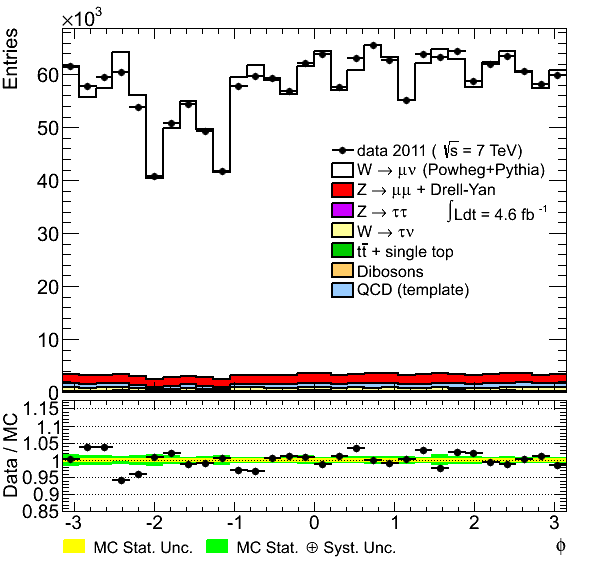 ×10³
Entries
60
50
40
30
20
10
0
data 2011 ( √s = 7 TeV)
W → μν (Powheg+Pythia)
Z → μμ + Drell-Yan
Z → ττ
∫Ldt = 4.6 fb⁻¹
W → τν
tt̅ + single top
Dibosons
QCD (template)
Data / MC
1.15
1.1
1.05
1
0.95
0.9
0.85
-3 -2 -1 0 1 2 3
ϕ
MC Stat. Unc.
MC Stat. ⊕ Syst. Unc.